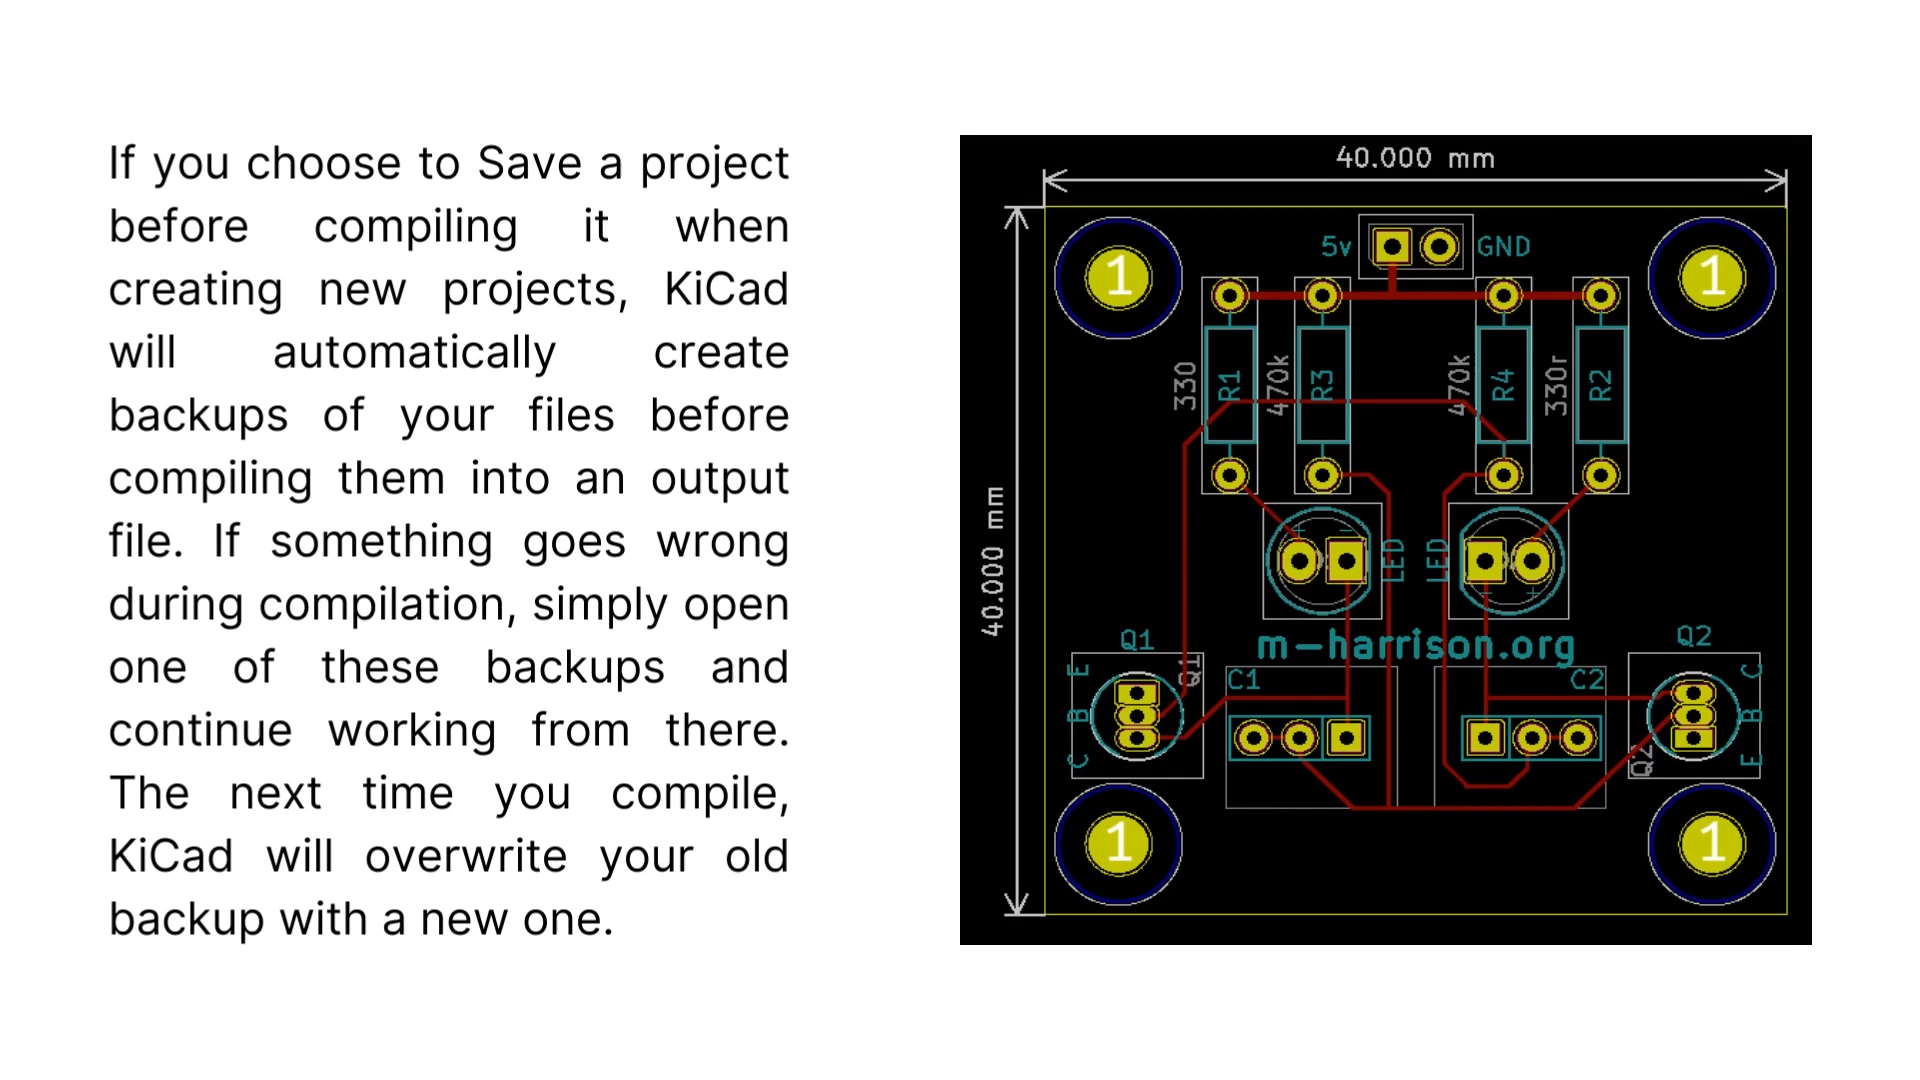 If you choose to Save a project
before compiling it when
creating new projects, KiCad
will automatically create
backups of your files before
compiling them into an output
file. If something goes wrong
during compilation, simply open
one of these backups and
continue working from there.
The next time you compile,
KiCad will overwrite your old
backup with a new one.
40.000 mm
40.000 mm
5v
GND
1
1
330
R1
470k
R3
470k
R4
330r
R2
LED
LED
m-harrison.org
Q1
Q1
E
B
C
C1
C2
Q2
Q2
C
B
E
1
1